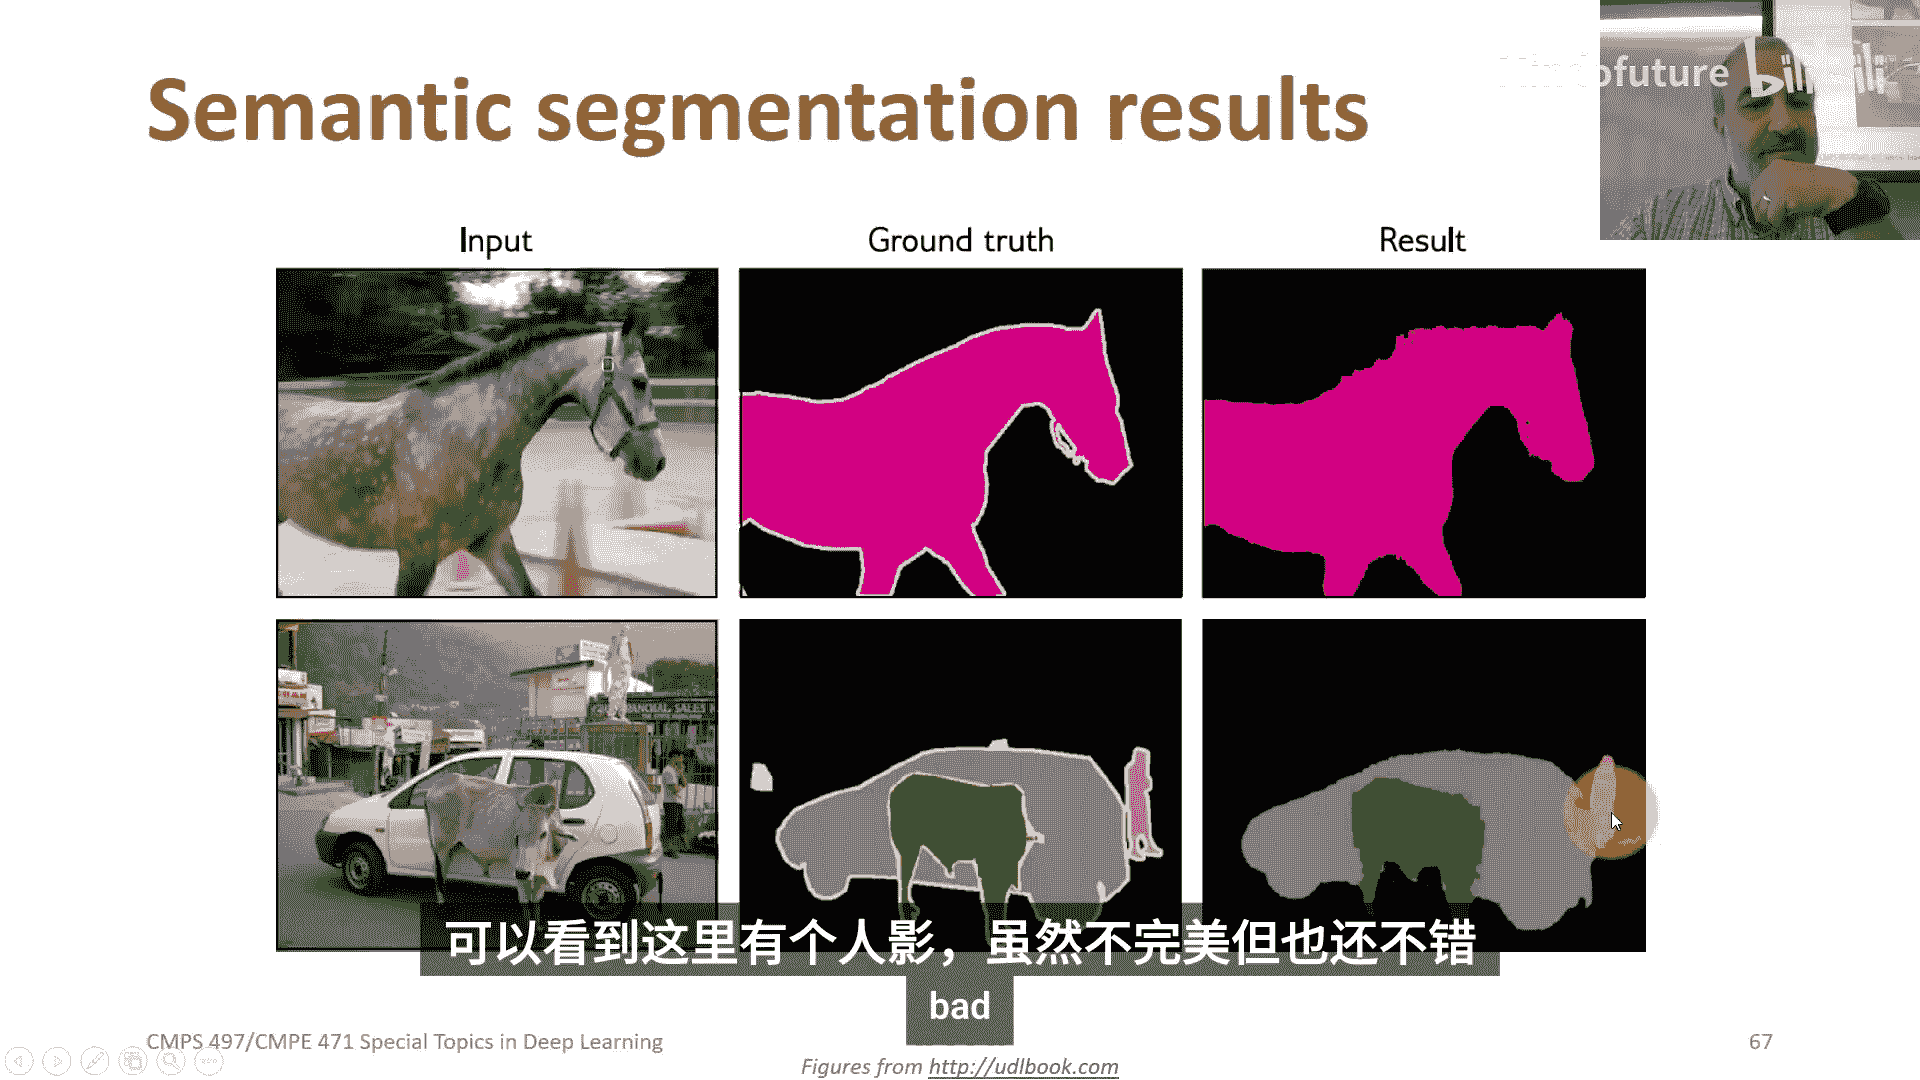 Semantic segmentation results
ofuture
bilibili
Input
Ground truth
Result
可以看到这里有个人影，虽然不完美但也还不错
bad
CMPS 497/CMPE 471 Special Topics in Deep Learning
67
Figures from http://udlbook.com